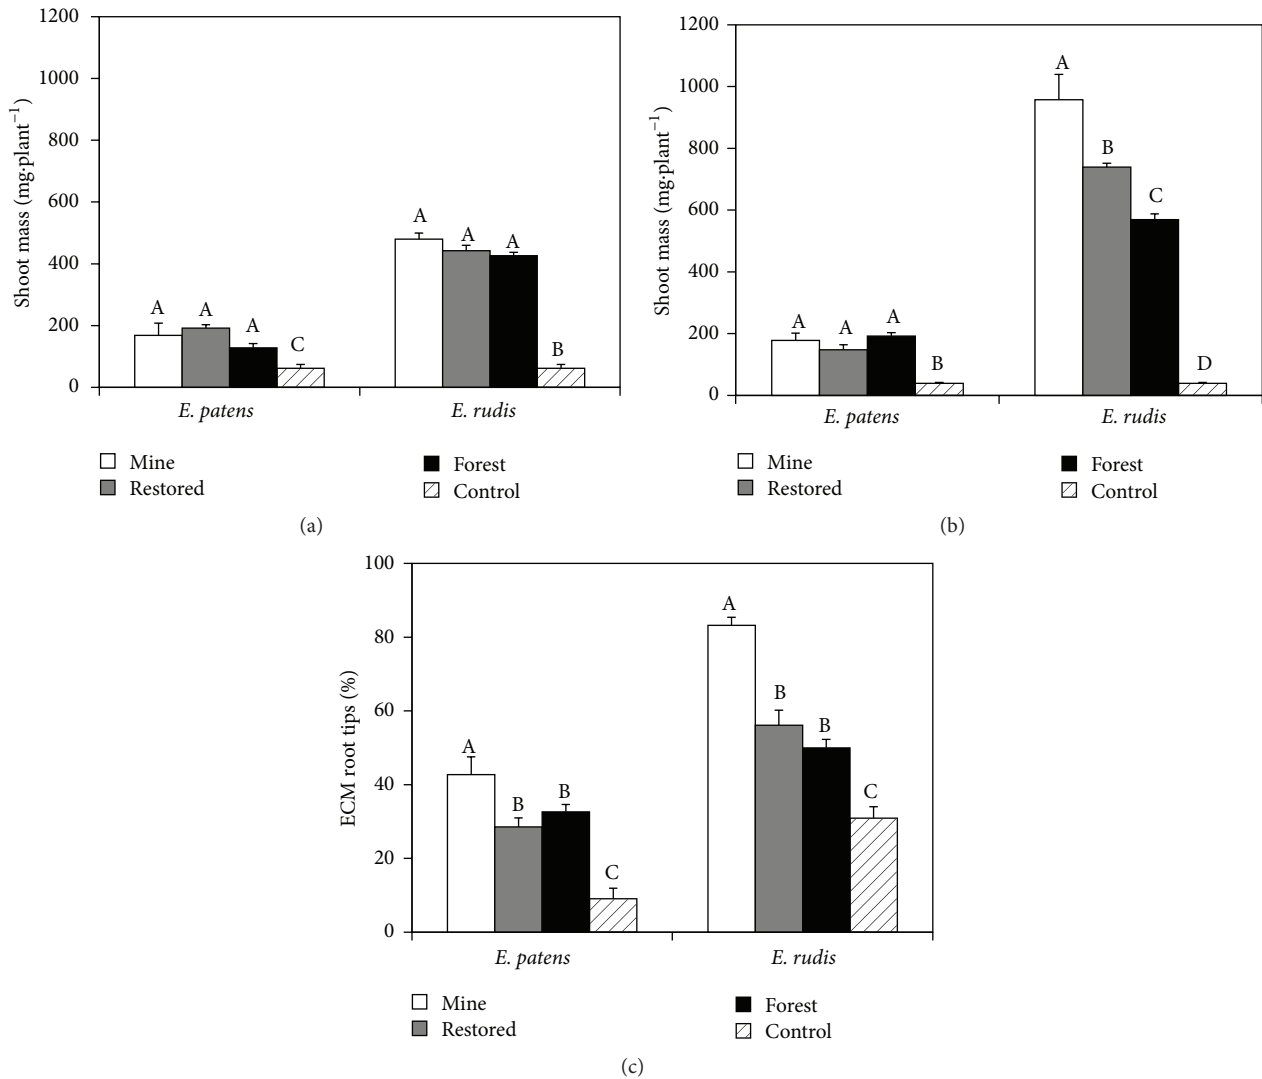 1200
1000
800
600
400
200
0
Shoot mass (mg·plant⁻¹)
A
A
A
C
A
A
A
B
E. patens
E. rudis
Mine
Restored
Forest
Control
(a)
1200
1000
800
600
400
200
0
Shoot mass (mg·plant⁻¹)
A
A
A
B
A
B
C
D
E. patens
E. rudis
Mine
Restored
Forest
Control
(b)
100
80
60
40
20
0
ECM root tips (%)
A
B
B
C
A
B
B
C
E. patens
E. rudis
Mine
Restored
Forest
Control
(c)